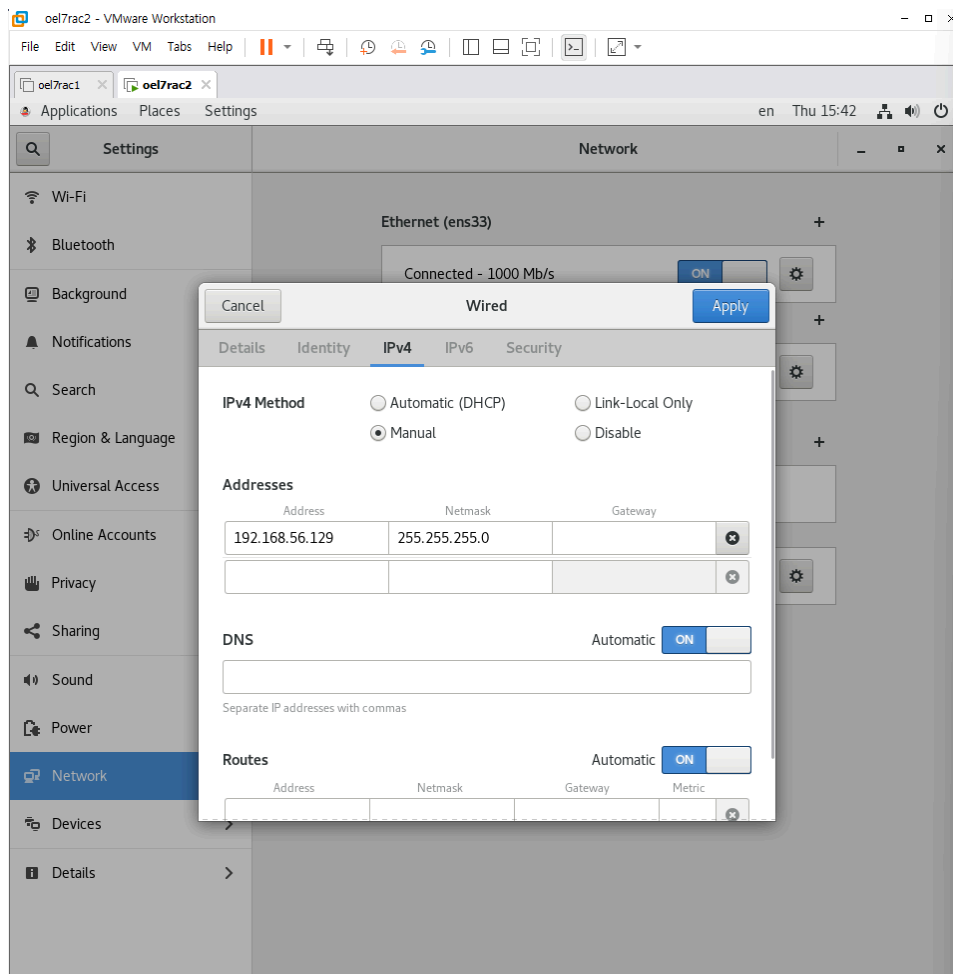 oel7rac2 - VMware Workstation
File Edit View VM Tabs Help
oel7rac1 oel7rac2
Applications Places Settings en Thu 15:42
Settings Network
Wi-Fi
Ethernet (ens33)
Bluetooth
Connected - 1000 Mb/s ON
Background
Cancel Wired Apply
Notifications
Details Identity IPv4 IPv6 Security
Search
IPv4 Method Automatic (DHCP) Link-Local Only
Manual Disable
Region & Language
Universal Access
Addresses
Address Netmask Gateway
192.168.56.129 255.255.255.0
Online Accounts
Privacy
Sharing
DNS Automatic ON
Sound
Separate IP addresses with commas
Power
Routes Automatic ON
Network
Address Netmask Gateway Metric
Devices
Details